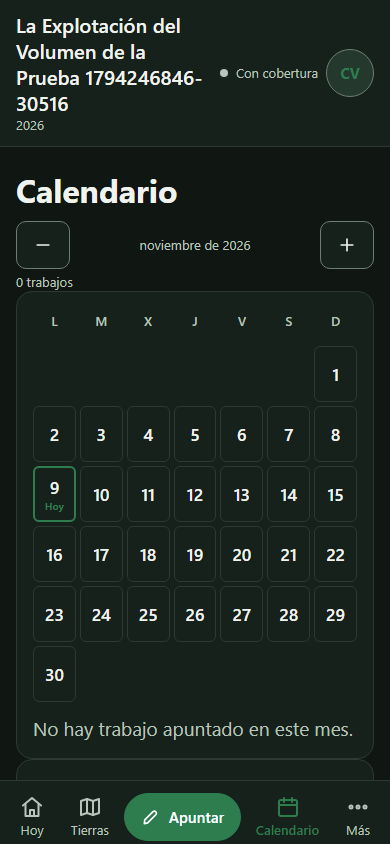 La Explotación del
Volumen de la
Prueba 1794246846-
30516
2026
Con cobertura
CV
Calendario
−
noviembre de 2026
+
0 trabajos
L M X J V S D
1
2 3 4 5 6 7 8
9 10 11 12 13 14 15
Hoy
16 17 18 19 20 21 22
23 24 25 26 27 28 29
30
No hay trabajo apuntado en este mes.
Hoy Tierras Apuntar Calendario Más